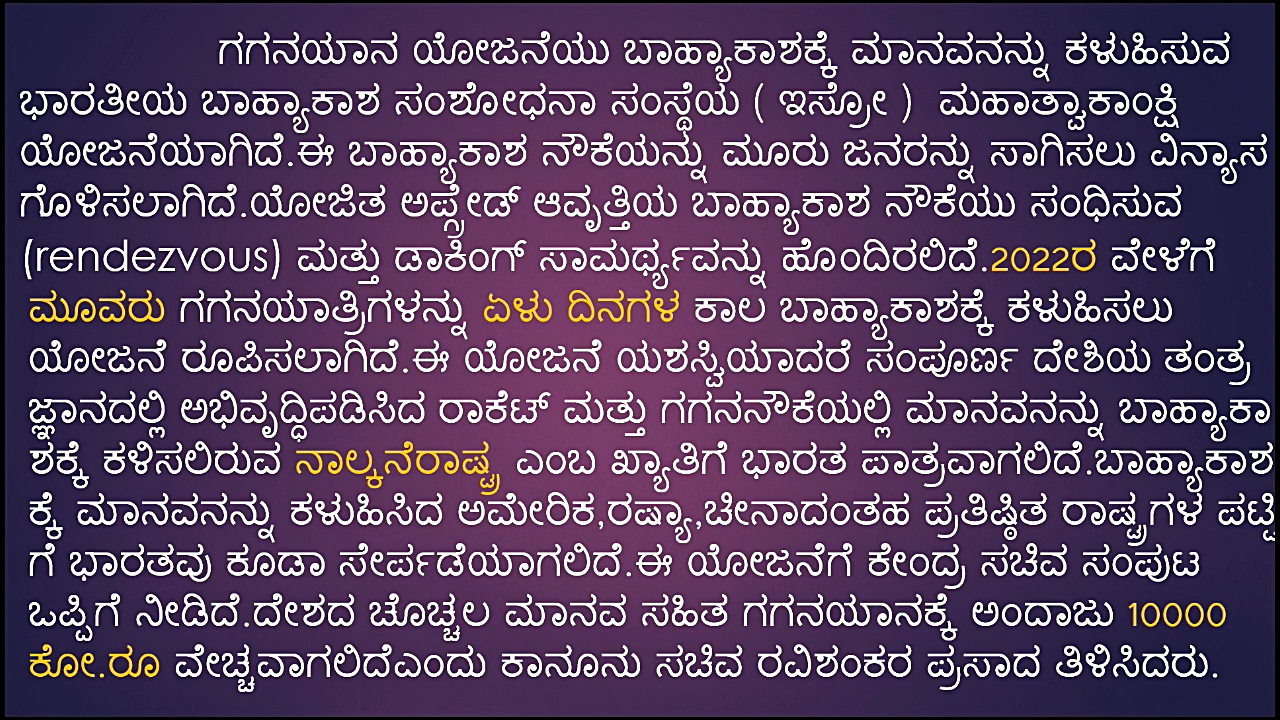 ಗಗನಯಾನ ಯೋಜನೆಯು ಬಾಹ್ಯಾಕಾಶಕ್ಕೆ ಮಾನವನನ್ನು ಕಳುಹಿಸುವ
ಭಾರತೀಯ ಬಾಹ್ಯಾಕಾಶ ಸಂಶೋಧನಾ ಸಂಸ್ಥೆಯ ( ಇಸ್ರೋ ) ಮಹಾತ್ವಾಕಾಂಕ್ಷಿ
ಯೋಜನೆಯಾಗಿದೆ.ಈ ಬಾಹ್ಯಾಕಾಶ ನೌಕೆಯನ್ನು ಮೂರು ಜನರನ್ನು ಸಾಗಿಸಲು ವಿನ್ಯಾಸ
ಗೊಳಿಸಲಾಗಿದೆ.ಯೋಜಿತ ಅಪ್ಗ್ರೇಡ್ ಆವೃತ್ತಿಯ ಬಾಹ್ಯಾಕಾಶ ನೌಕೆಯು ಸಂಧಿಸುವ
(rendezvous) ಮತ್ತು ಡಾಕಿಂಗ್ ಸಾಮರ್ಥ್ಯವನ್ನು ಹೊಂದಿರಲಿದೆ.2022ರ ವೇಳೆಗೆ
ಮೂವರು ಗಗನಯಾತ್ರಿಗಳನ್ನು ಏಳು ದಿನಗಳ ಕಾಲ ಬಾಹ್ಯಾಕಾಶಕ್ಕೆ ಕಳುಹಿಸಲು
ಯೋಜನೆ ರೂಪಿಸಲಾಗಿದೆ.ಈ ಯೋಜನೆ ಯಶಸ್ವಿಯಾದರೆ ಸಂಪೂರ್ಣ ದೇಶಿಯ ತಂತ್ರ
ಜ್ಞಾನದಲ್ಲಿ ಅಭಿವೃದ್ಧಿಪಡಿಸಿದ ರಾಕೆಟ್ ಮತ್ತು ಗಗನನೌಕೆಯಲ್ಲಿ ಮಾನವನನ್ನು ಬಾಹ್ಯಾಕಾ
ಶಕ್ಕೆ ಕಳಿಸಲಿರುವ ನಾಲ್ಕನೆರಾಷ್ಟ್ರ ಎಂಬ ಖ್ಯಾತಿಗೆ ಭಾರತ ಪಾತ್ರವಾಗಲಿದೆ.ಬಾಹ್ಯಾಕಾಶ
ಕ್ಕೆ ಮಾನವನನ್ನು ಕಳುಹಿಸಿದ ಅಮೇರಿಕ,ರಷ್ಯಾ,ಚೀನಾದಂತಹ ಪ್ರತಿಷ್ಠಿತ ರಾಷ್ಟ್ರಗಳ ಪಟ್ಟಿ
ಗೆ ಭಾರತವು ಕೂಡಾ ಸೇರ್ಪಡೆಯಾಗಲಿದೆ.ಈ ಯೋಜನೆಗೆ ಕೇಂದ್ರ ಸಚಿವ ಸಂಪುಟ
ಒಪ್ಪಿಗೆ ನೀಡಿದೆ.ದೇಶದ ಚೊಚ್ಚಲ ಮಾನವ ಸಹಿತ ಗಗನಯಾನಕ್ಕೆ ಅಂದಾಜು 10000
ಕೋ.ರೂ ವೇಚ್ಚವಾಗಲಿದೆಎಂದು ಕಾನೂನು ಸಚಿವ ರವಿಶಂಕರ ಪ್ರಸಾದ ತಿಳಿಸಿದರು.